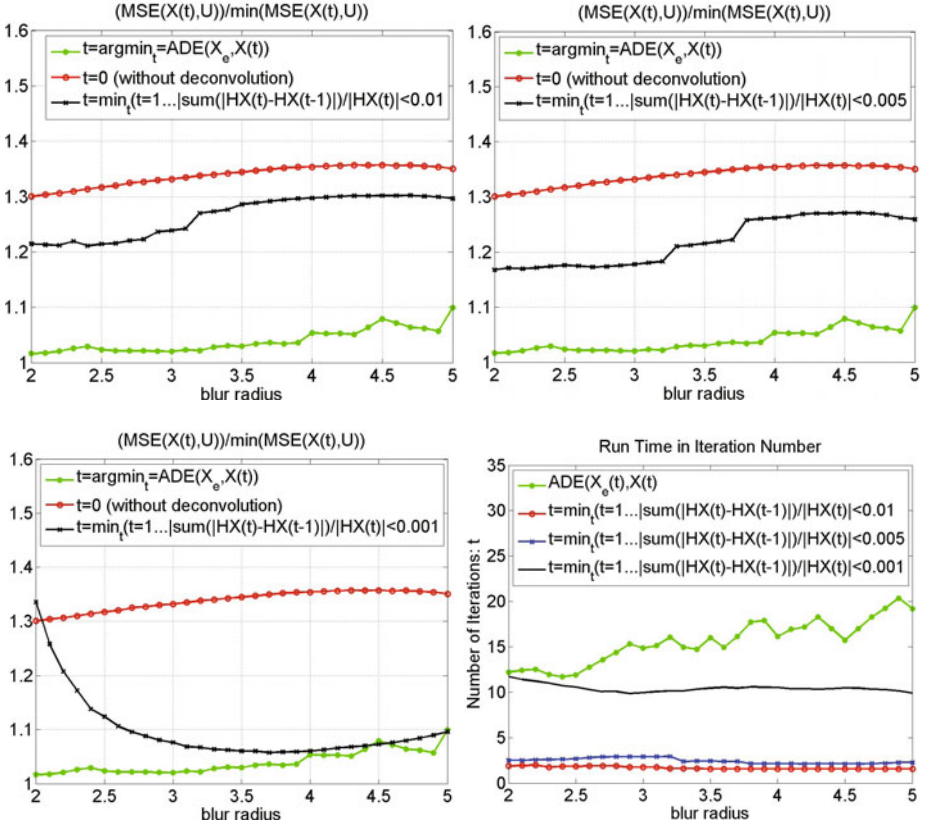 (MSE(X(t),U))/min(MSE(X(t),U))
1.6
1.5
1.4
1.3
1.2
1.1
1
t=argmin_t=ADE(X_e,X(t))
t=0 (without deconvolution)
t=min_t(t=1...|sum(|HX(t)-HX(t-1)|)/|HX(t)|<0.01
2 2.5 3 3.5 4 4.5 5
blur radius
(MSE(X(t),U))/min(MSE(X(t),U))
1.6
1.5
1.4
1.3
1.2
1.1
1
t=argmin_t=ADE(X_e,X(t))
t=0 (without deconvolution)
t=min_t(t=1...|sum(|HX(t)-HX(t-1)|)/|HX(t)|<0.005
2 2.5 3 3.5 4 4.5 5
blur radius
(MSE(X(t),U))/min(MSE(X(t),U))
1.6
1.5
1.4
1.3
1.2
1.1
1
t=argmin_t=ADE(X_e,X(t))
t=0 (without deconvolution)
t=min_t(t=1...|sum(|HX(t)-HX(t-1)|)/|HX(t)|<0.001
2 2.5 3 3.5 4 4.5 5
blur radius
Run Time in Iteration Number
Number of Iterations: t
35
30
25
20
15
10
5
0
ADE(X_e(t),X(t)
t=min_t(t=1...|sum(|HX(t)-HX(t-1)|)/|HX(t)|<0.01
t=min_t(t=1...|sum(|HX(t)-HX(t-1)|)/|HX(t)|<0.005
t=min_t(t=1...|sum(|HX(t)-HX(t-1)|)/|HX(t)|<0.001
2 2.5 3 3.5 4 4.5 5
blur radius